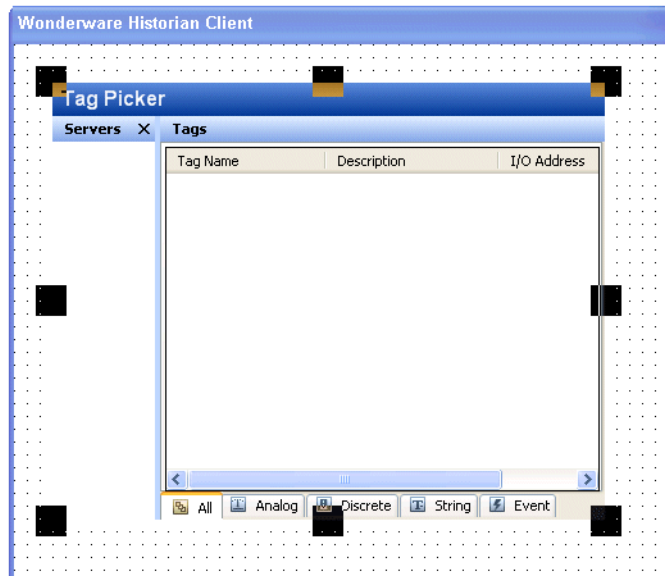 Wonderware Historian Client
Tag Picker
Servers X Tags
Tag Name Description I/O Address
All Analog Discrete String Event